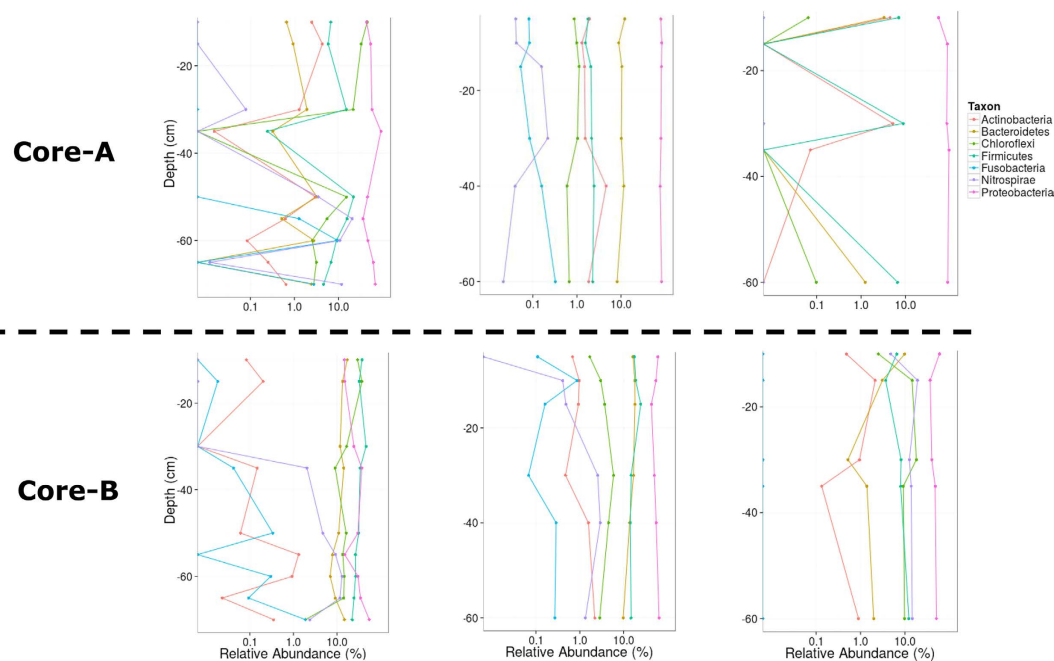 Core-A
Depth (cm)
-20
-40
-60
0.1 1.0 10.0
-20
-40
-60
0.1 1.0 10.0
-20
-40
-60
0.1 1.0 10.0
Taxon
Actinobacteria
Bacteroidetes
Chloroflexi
Firmicutes
Fusobacteria
Nitrospirae
Proteobacteria
Core-B
Depth (cm)
-20
-40
-60
0.1 1.0 10.0
Relative Abundance (%)
-20
-40
-60
0.1 1.0 10.0
Relative Abundance (%)
-20
-40
-60
0.1 1.0 10.0
Relative Abundance (%)